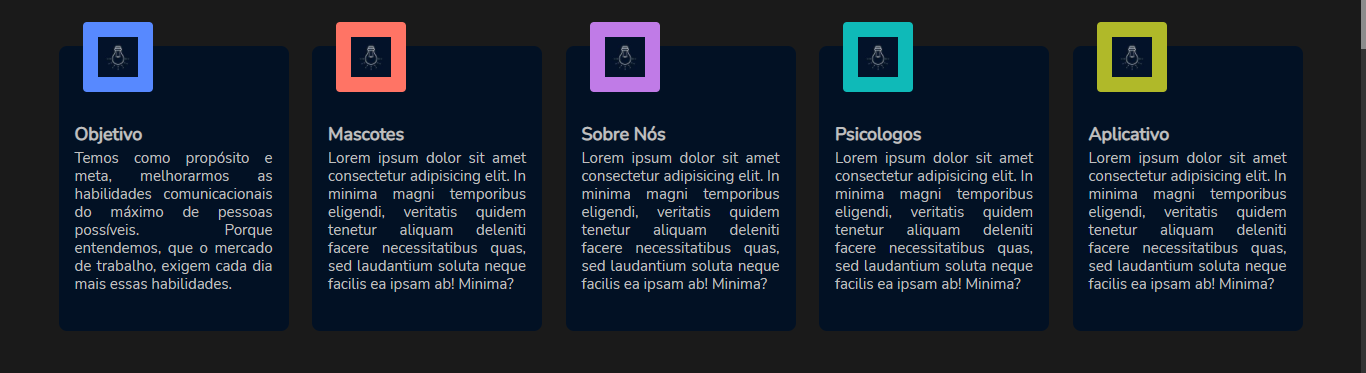 Objetivo
Temos como propósito e
meta, melhorarmos as
habilidades comunicacionais
do máximo de pessoas
possíveis. Porque
entendemos, que o mercado
de trabalho, exigem cada dia
mais essas habilidades.
Mascotes
Lorem ipsum dolor sit amet
consectetur adipisicing elit. In
minima magni temporibus
eligendi, veritatis quidem
tenetur aliquam deleniti
facere necessitatibus quas,
sed laudantium soluta neque
facilis ea ipsam ab! Minima?
Sobre Nós
Lorem ipsum dolor sit amet
consectetur adipisicing elit. In
minima magni temporibus
eligendi, veritatis quidem
tenetur aliquam deleniti
facere necessitatibus quas,
sed laudantium soluta neque
facilis ea ipsam ab! Minima?
Psicologos
Lorem ipsum dolor sit amet
consectetur adipisicing elit. In
minima magni temporibus
eligendi, veritatis quidem
tenetur aliquam deleniti
facere necessitatibus quas,
sed laudantium soluta neque
facilis ea ipsam ab! Minima?
Aplicativo
Lorem ipsum dolor sit amet
consectetur adipisicing elit. In
minima magni temporibus
eligendi, veritatis quidem
tenetur aliquam deleniti
facere necessitatibus quas,
sed laudantium soluta neque
facilis ea ipsam ab! Minima?